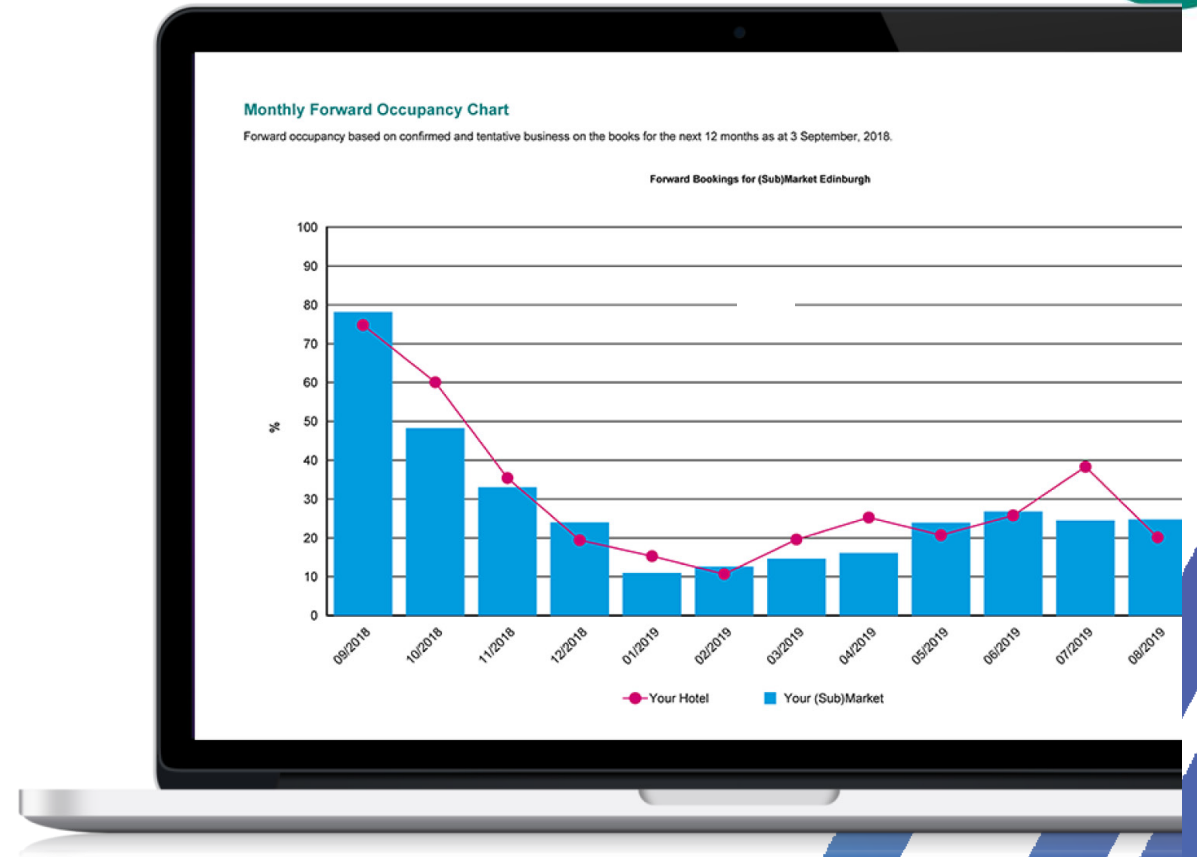 Monthly Forward Occupancy Chart
Forward occupancy based on confirmed and tentative business on the books for the next 12 months as at 3 September, 2018.
Forward Bookings for (Sub)Market Edinburgh
100
90
80
70
60
50
40
30
20
10
0
%
09/2018 10/2018 11/2018 12/2018 01/2019 02/2019 03/2019 04/2019 05/2019 06/2019 07/2019 08/2019
Your Hotel Your (Sub)Market